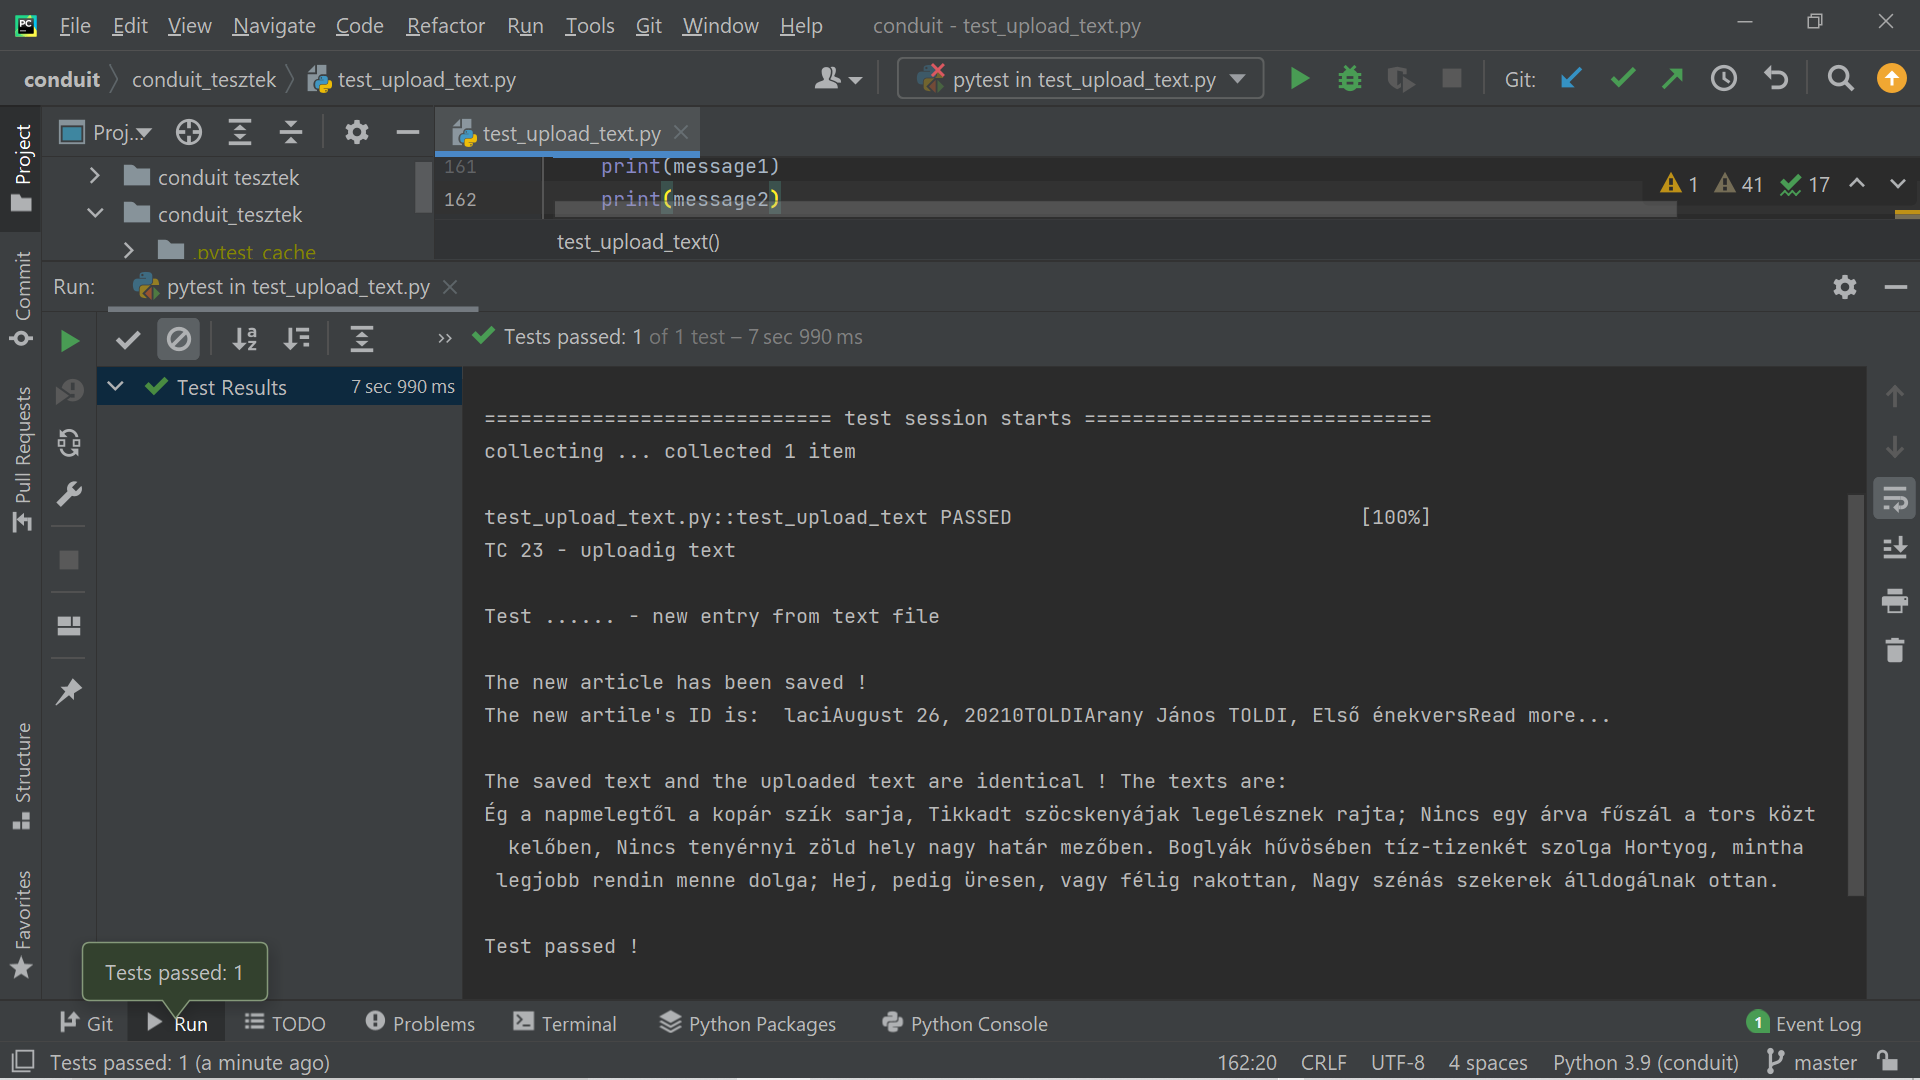 File Edit View Navigate Code Refactor Run Tools Git Window Help conduit - test_upload_text.py
conduit conduit_tesztek test_upload_text.py pytest in test_upload_text.py Git:
Project
Commit
Pull Requests
Structure
Favorites
Proj... test_upload_text.py
conduit tesztek
conduit_tesztek
.pytest_cache
161 print(message1)
162 print(message2)
1 41 17
test_upload_text()
Run: pytest in test_upload_text.py
Tests passed: 1 of 1 test – 7 sec 990 ms
Test Results 7 sec 990 ms
============================= test session starts =============================
collecting ... collected 1 item
test_upload_text.py::test_upload_text PASSED [100%]
TC 23 - uploadig text
Test ...... - new entry from text file
The new article has been saved !
The new artile's ID is:  laciAugust 26, 20210TOLDIArany János TOLDI, Első énekversRead more...
The saved text and the uploaded text are identical ! The texts are:
Ég a napmelegtől a kopár szík sarja, Tikkadt szöcskenyájak legelésznek rajta; Nincs egy árva fűszál a tors közt
kelőben, Nincs tenyérnyi zöld hely nagy határ mezőben. Boglyák hűvösében tíz-tizenkét szolga Hortyog, mintha
legjobb rendin menne dolga; Hej, pedig üresen, vagy félig rakottan, Nagy szénás szekerek álldogálnak ottan.
Test passed !
Tests passed: 1
Git Run TODO Problems Terminal Python Packages Python Console 1 Event Log
Tests passed: 1 (a minute ago) 162:20 CRLF UTF-8 4 spaces Python 3.9 (conduit) master